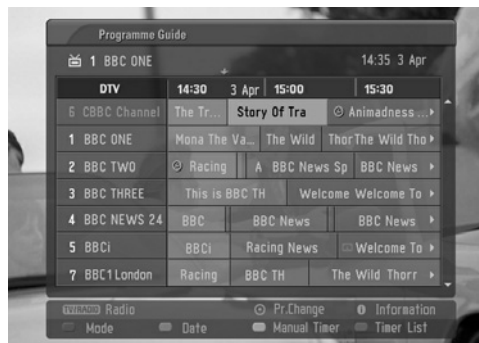 Programme Guide
1 BBC ONE 14:35 3 Apr
DTV 14:30 3 Apr 15:00 15:30
6 CBBC Channel The Tr... Story Of Tra Animadness ...
1 BBC ONE Mona The Va... The Wild ThorThe Wild Tho
2 BBC TWO Racing A BBC News Sp BBC News
3 BBC THREE This is BBC TH Welcome Welcome To
4 BBC NEWS 24 BBC BBC News BBC News
5 BBCi BBCi Racing News Welcome To
7 BBC1 London Racing BBC TH The Wild Thorr
TV/RADIO Radio Pr.Change i Information
Mode Date Manual Timer Timer List